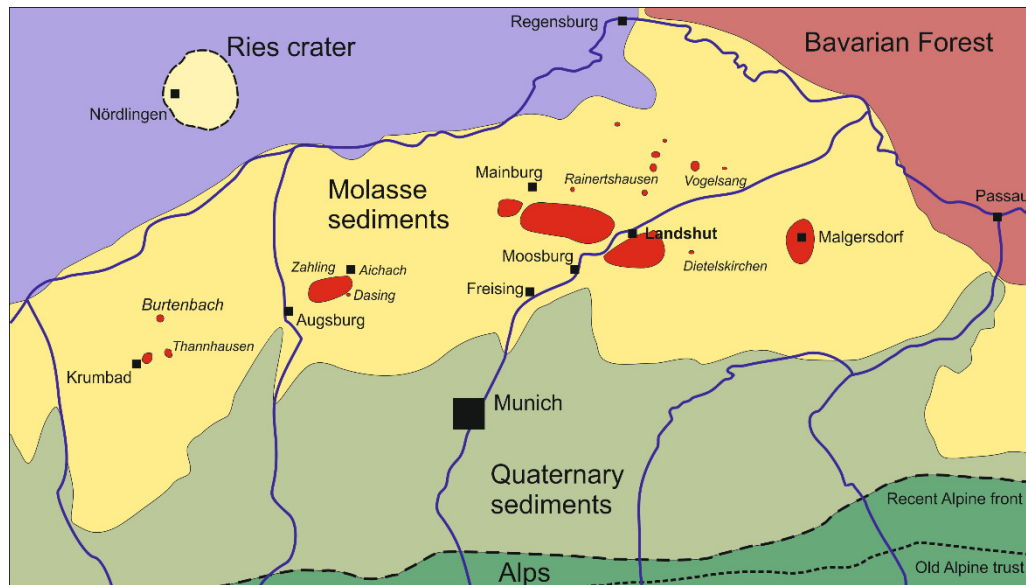 Regensburg
Ries crater
Bavarian Forest
Nördlingen
Mainburg
Rainertshausen
Vogelsang
Molasse
sediments
Passau
Landshut
Malgersdorf
Moosburg
Dietelskirchen
Zahling
Aichach
Freising
Dasing
Burtenbach
Augsburg
Thannhausen
Krumbad
Munich
Quaternary
sediments
Recent Alpine front
Alps
Old Alpine trust